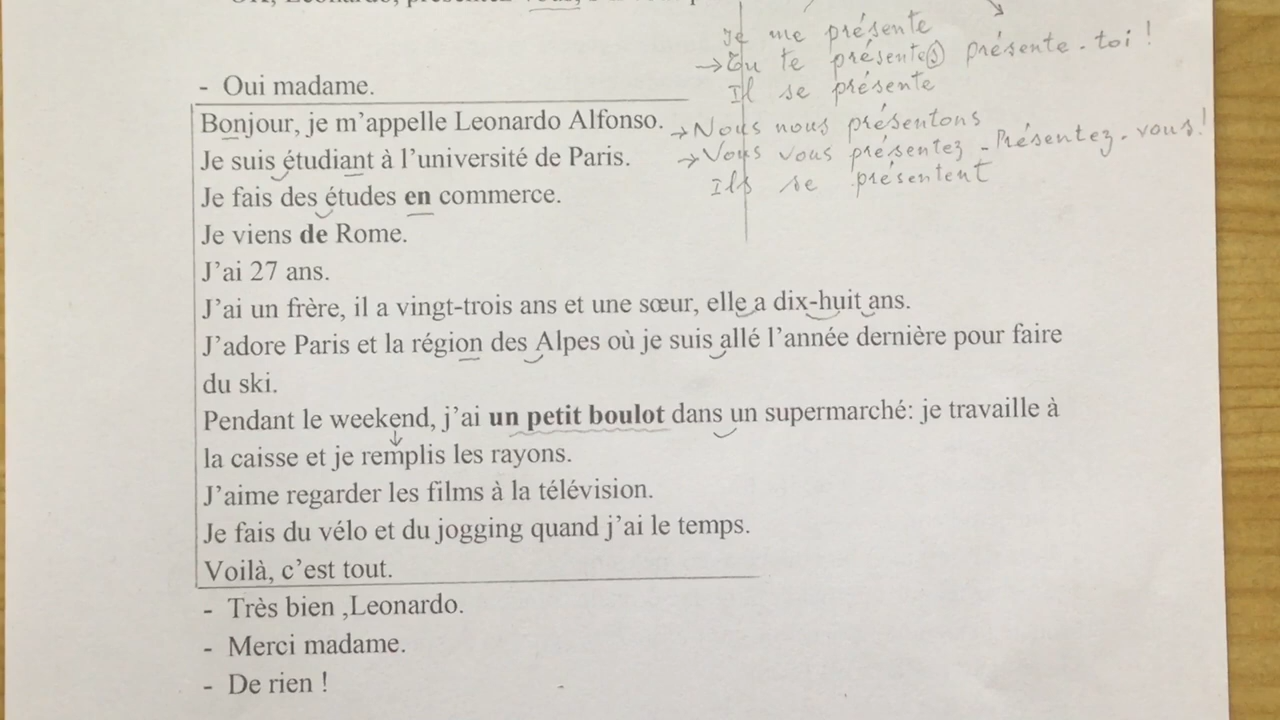 Je me présente
→ Tu te présente(s) présente-toi !
- Oui madame.
Il se présente
Bonjour, je m'appelle Leonardo Alfonso.
→ Nous nous présentons
Je suis étudiant à l'université de Paris.
→ Vous vous présentez - Présentez-vous !
Ils se présentent
Je fais des études en commerce.
Je viens de Rome.
J'ai 27 ans.
J'ai un frère, il a vingt-trois ans et une sœur, elle a dix-huit ans.
J'adore Paris et la région des Alpes où je suis allé l'année dernière pour faire
du ski.
Pendant le weekend, j'ai un petit boulot dans un supermarché: je travaille à
la caisse et je remplis les rayons.
J'aime regarder les films à la télévision.
Je fais du vélo et du jogging quand j'ai le temps.
Voilà, c'est tout.
- Très bien ,Leonardo.
- Merci madame.
- De rien !